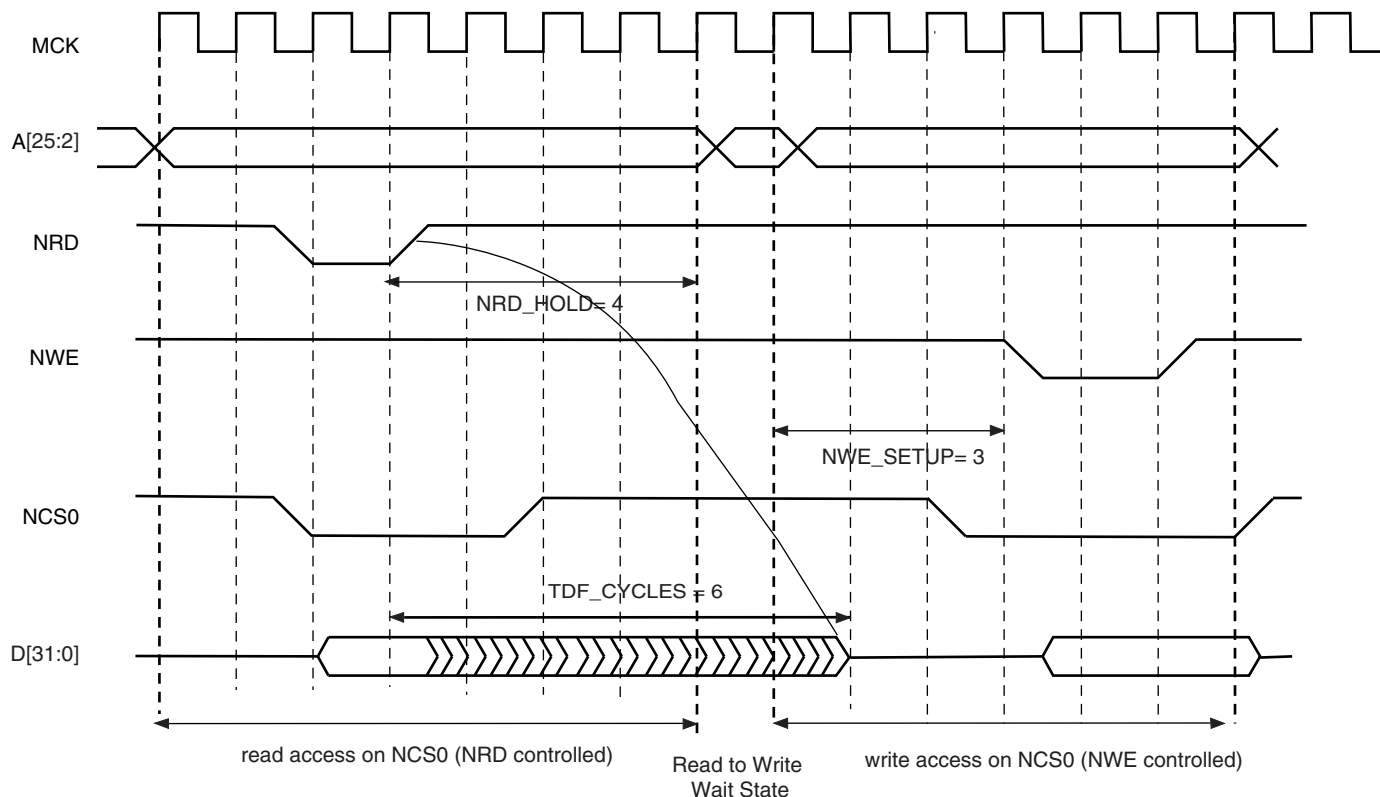 MCK
A[25:2]
NRD
NRD_HOLD= 4
NWE
NWE_SETUP= 3
NCS0
TDF_CYCLES = 6
D[31:0]
read access on NCS0 (NRD controlled)
Read to Write
Wait State
write access on NCS0 (NWE controlled)